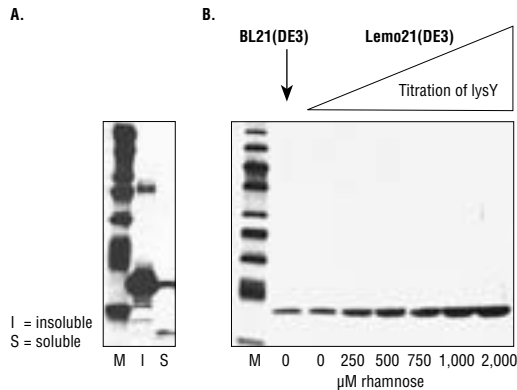 A.
B.
BL21(DE3)
Lemo21(DE3)
Titration of lysY
I = insoluble
S = soluble
M I S
M 0 0 250 500 750 1,000 2,000
µM rhamnose